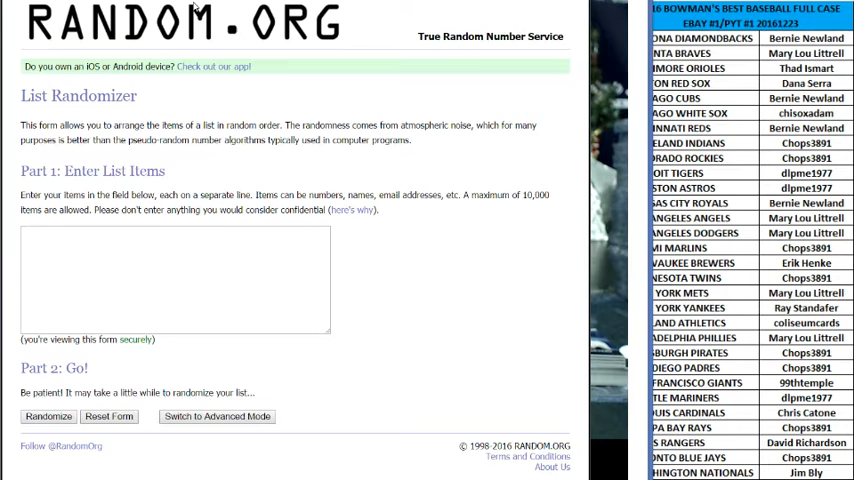 RANDOM.ORG
True Random Number Service
Do you own an iOS or Android device? Check out our app!
List Randomizer
This form allows you to arrange the items of a list in random order. The randomness comes from atmospheric noise, which for many
purposes is better than the pseudo-random number algorithms typically used in computer programs.
Part 1: Enter List Items
Enter your items in the field below, each on a separate line. Items can be numbers, names, email addresses, etc. A maximum of 10,000
items are allowed. Please don't enter anything you would consider confidential (here's why).
(you're viewing this form securely)
Part 2: Go!
Be patient! It may take a little while to randomize your list...
Randomize Reset Form Switch to Advanced Mode
Follow @RandomOrg
© 1998-2016 RANDOM.ORG
Terms and Conditions
About Us
16 BOWMAN'S BEST BASEBALL FULL CASE
EBAY #1/PYT #1 20161223
ONA DIAMONDBACKS Bernie Newland
NTA BRAVES Mary Lou Littrell
IMORE ORIOLES Thad Ismart
ON RED SOX Dana Serra
AGO CUBS Bernie Newland
AGO WHITE SOX chisoxadam
INNATI REDS Bernie Newland
ELAND INDIANS Chops3891
ORADO ROCKIES Chops3891
OIT TIGERS dlpme1977
STON ASTROS dlpme1977
SAS CITY ROYALS Bernie Newland
ANGELES ANGELS Mary Lou Littrell
ANGELES DODGERS Mary Lou Littrell
MI MARLINS Chops3891
VAUKEE BREWERS Erik Henke
NESOTA TWINS Chops3891
YORK METS Mary Lou Littrell
YORK YANKEES Ray Standafer
LAND ATHLETICS coliseumcards
ADELPHIA PHILLIES Mary Lou Littrell
SBURGH PIRATES Chops3891
DIEGO PADRES Chops3891
FRANCISCO GIANTS 99thtemple
TLE MARINERS dlpme1977
OUIS CARDINALS Chris Catone
PA BAY RAYS Chops3891
S RANGERS David Richardson
ONTO BLUE JAYS Chops3891
HINGTON NATIONALS Jim Bly